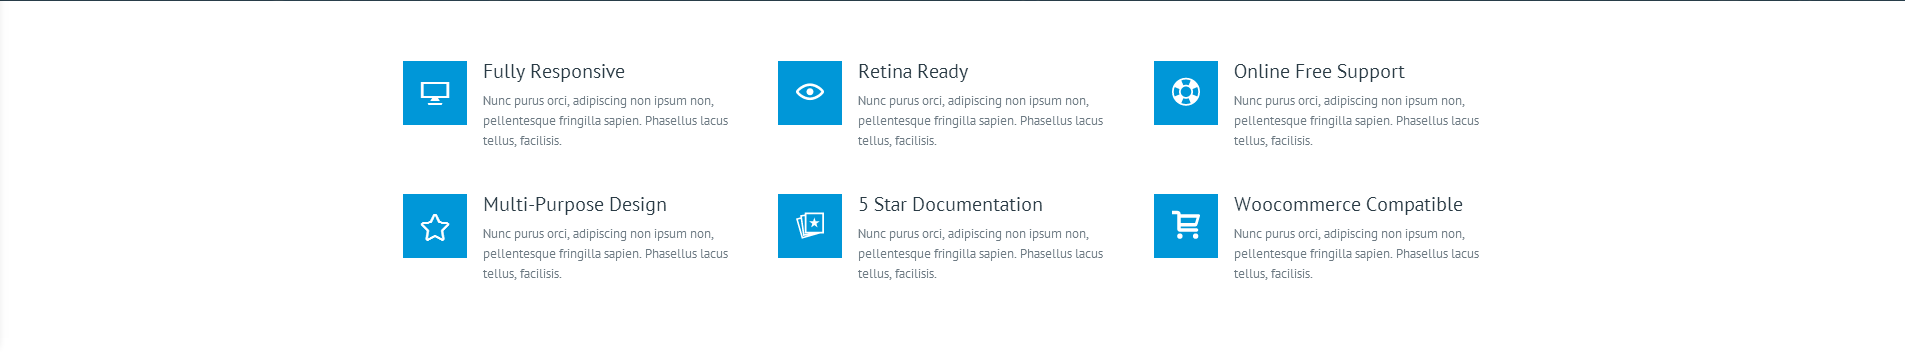 Fully Responsive
Nunc purus orci, adipiscing non ipsum non,
pellentesque fringilla sapien. Phasellus lacus
tellus, facilisis.
Retina Ready
Nunc purus orci, adipiscing non ipsum non,
pellentesque fringilla sapien. Phasellus lacus
tellus, facilisis.
Online Free Support
Nunc purus orci, adipiscing non ipsum non,
pellentesque fringilla sapien. Phasellus lacus
tellus, facilisis.
Multi-Purpose Design
Nunc purus orci, adipiscing non ipsum non,
pellentesque fringilla sapien. Phasellus lacus
tellus, facilisis.
5 Star Documentation
Nunc purus orci, adipiscing non ipsum non,
pellentesque fringilla sapien. Phasellus lacus
tellus, facilisis.
Woocommerce Compatible
Nunc purus orci, adipiscing non ipsum non,
pellentesque fringilla sapien. Phasellus lacus
tellus, facilisis.